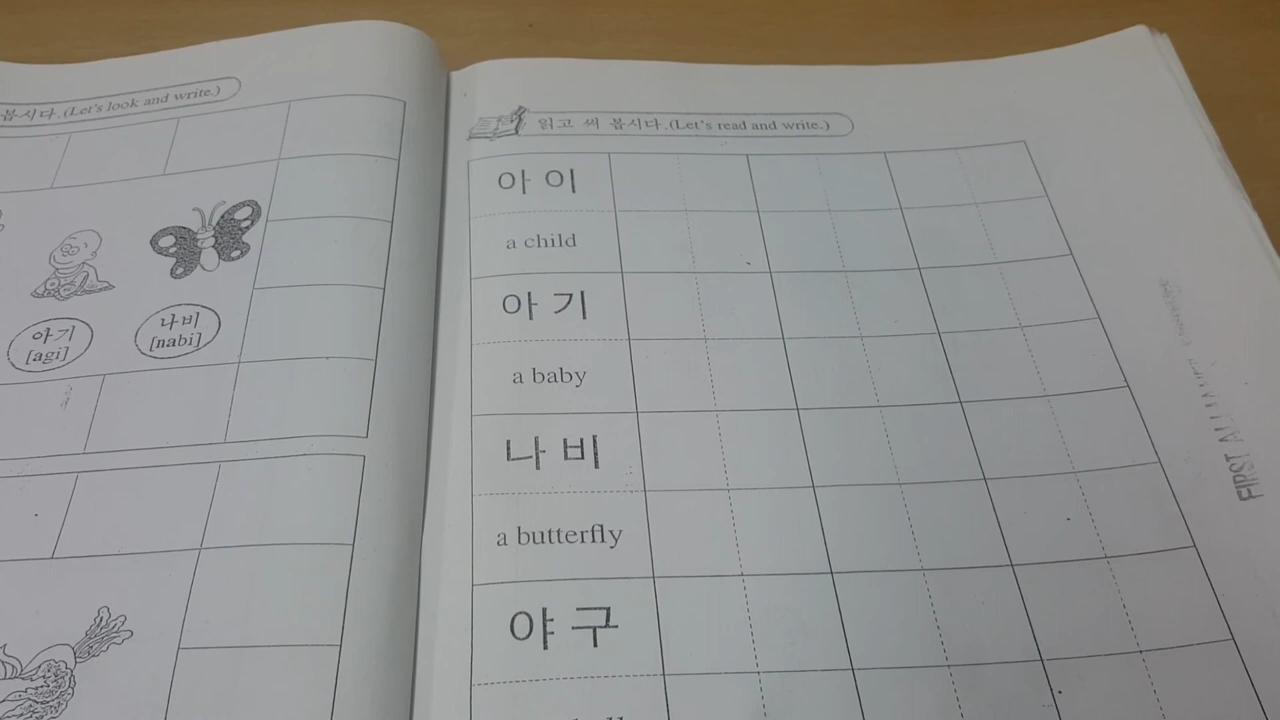 봅시다.(Let's look and write.)
아기
[agi]
나비
[nabi]
읽고 써 봅시다.(Let's read and write.)
아이
a child
아기
a baby
나비
a butterfly
야구
FIRST